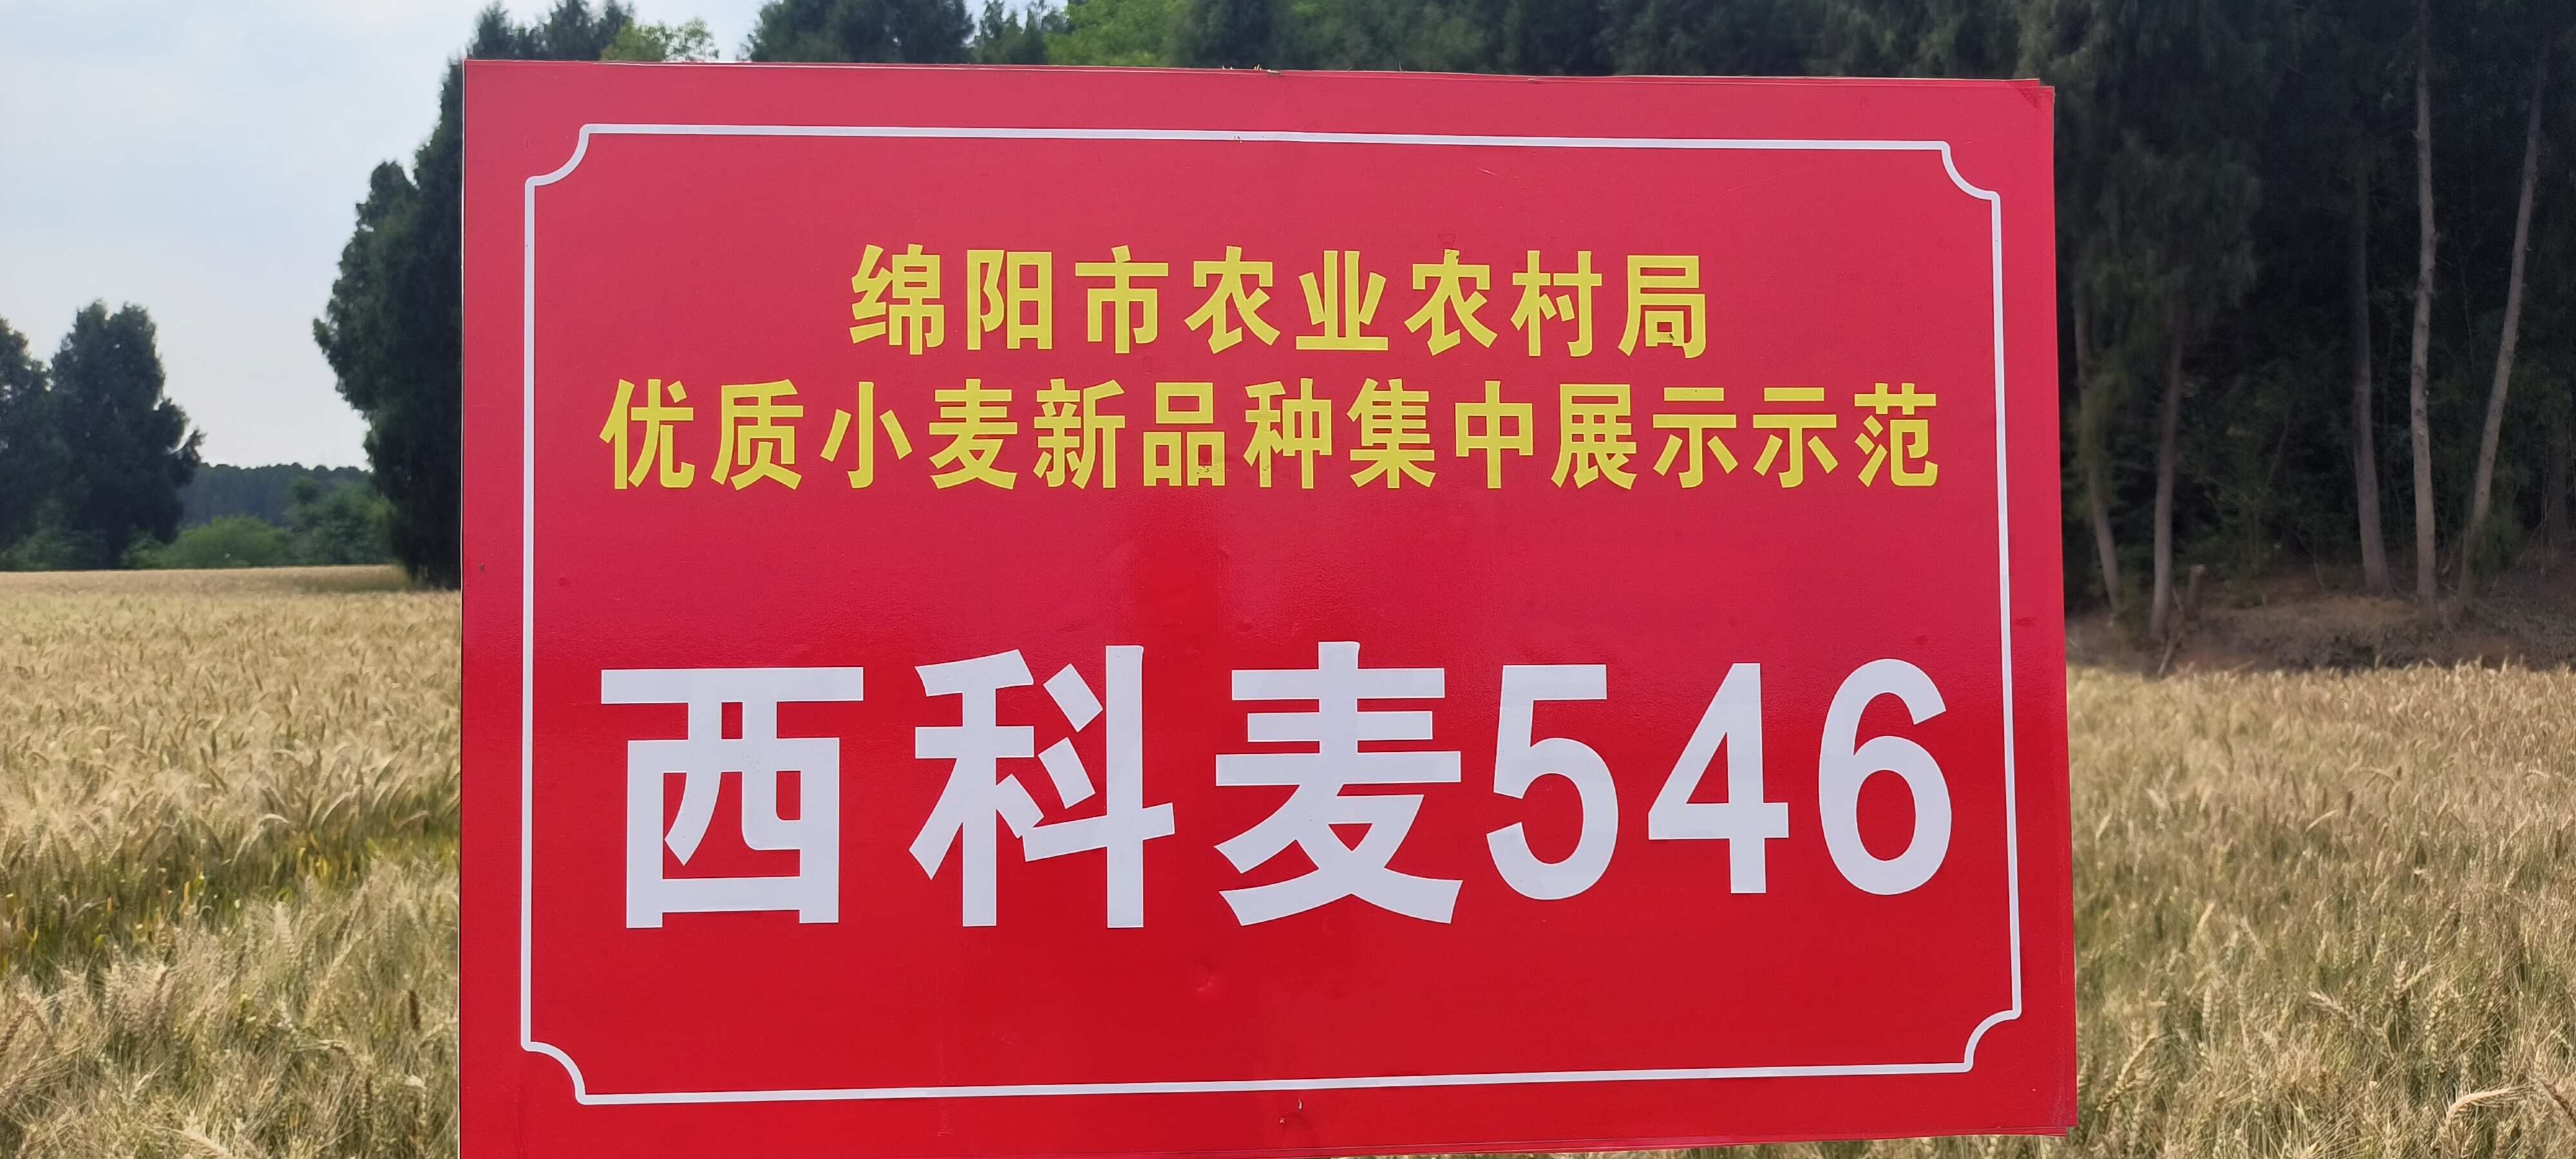 绵阳市农业农村局
优质小麦新品种集中展示示范
西科麦546